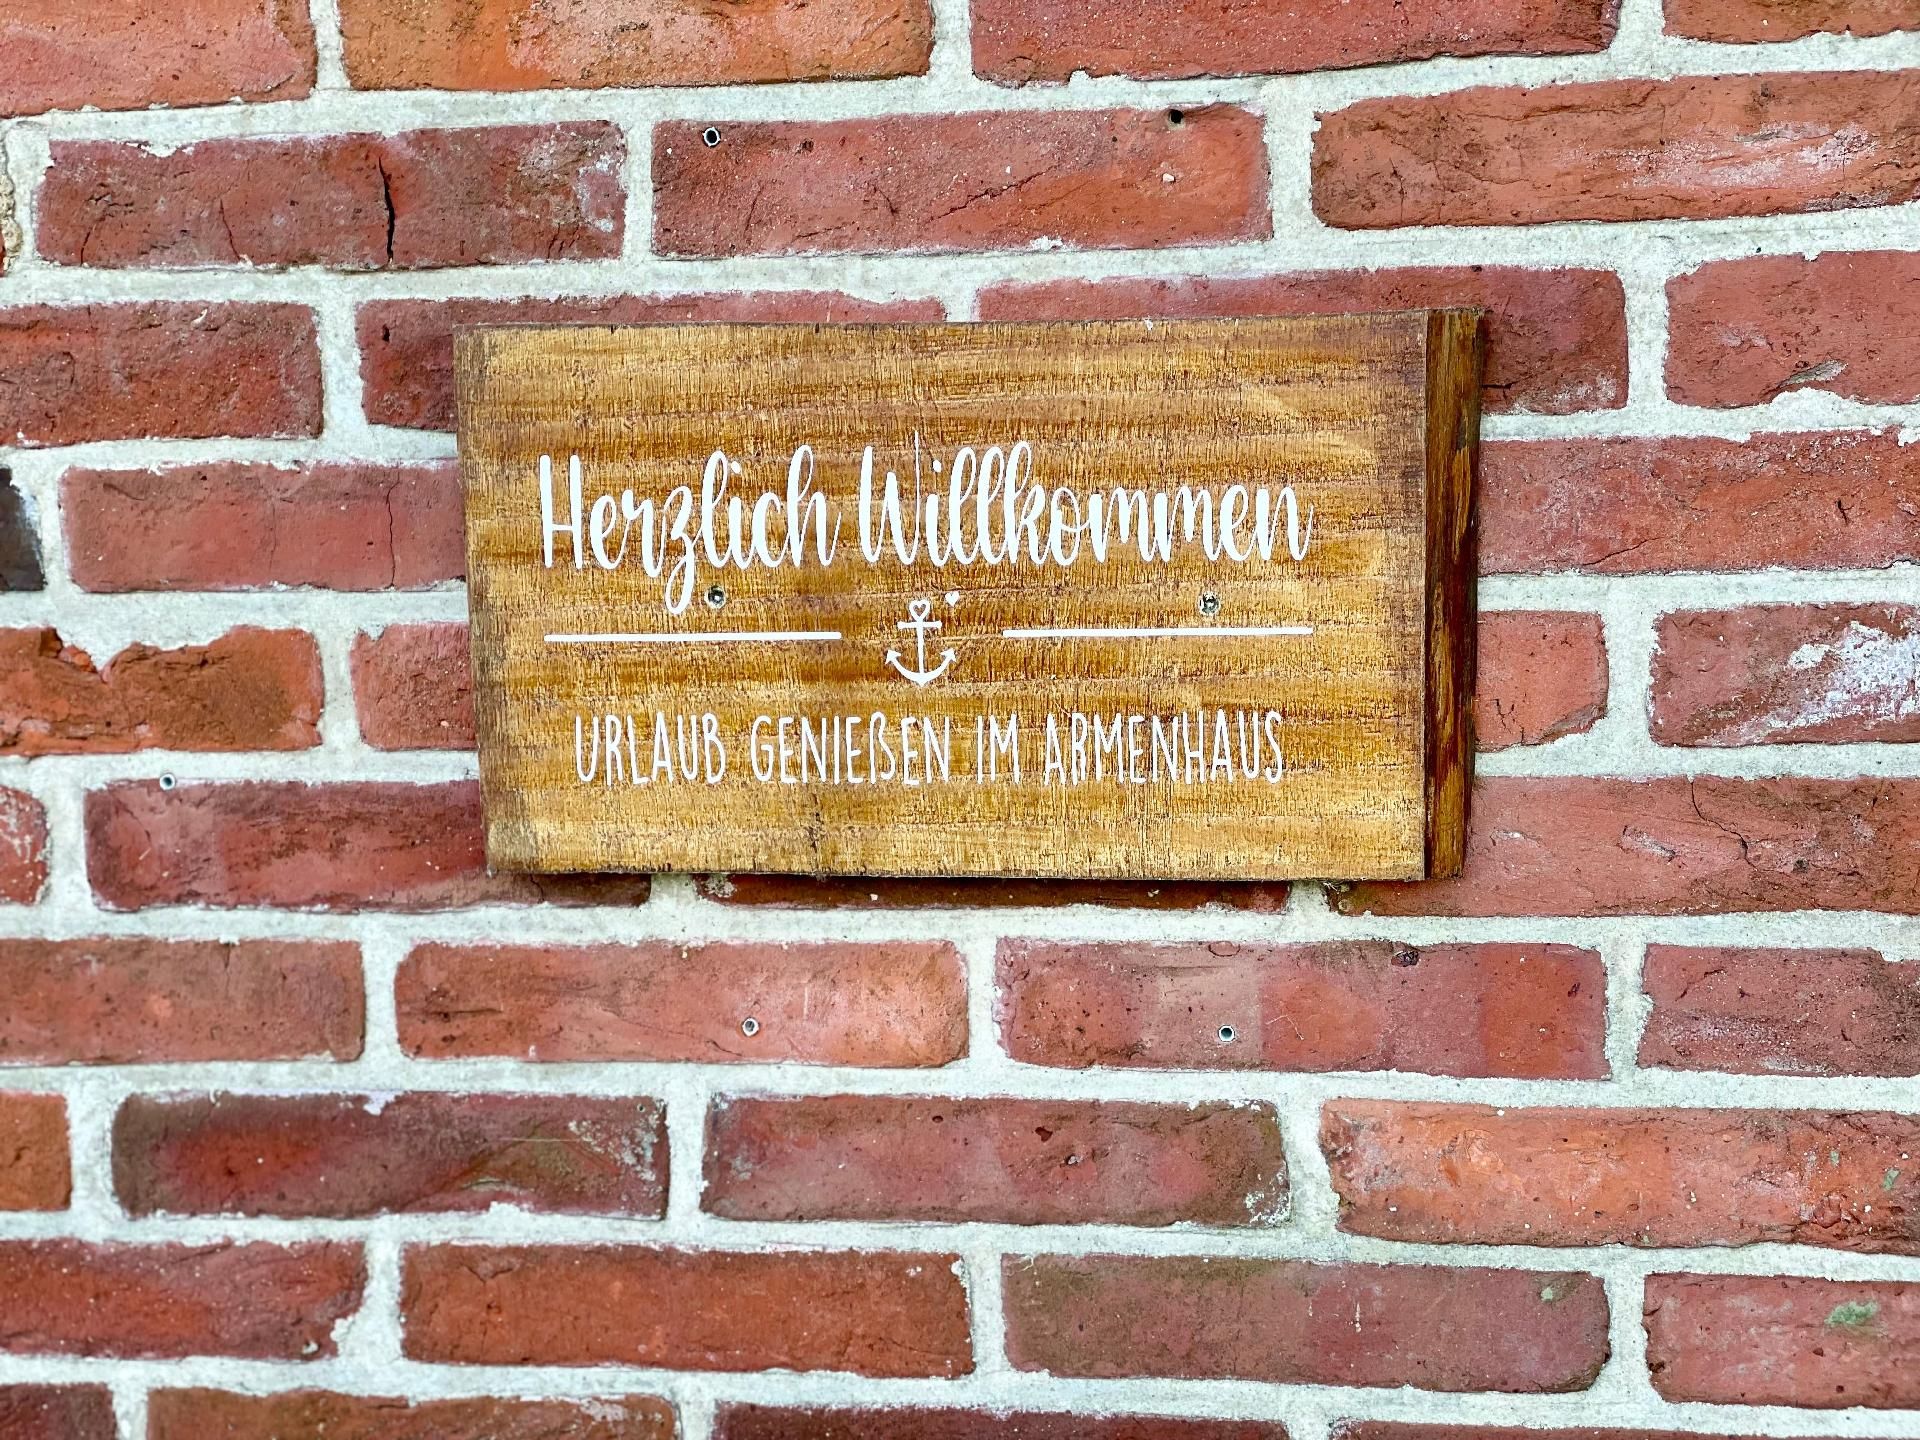 Herzlich Willkommen
URLAUB GENIEßEN IM ARMENHAUS